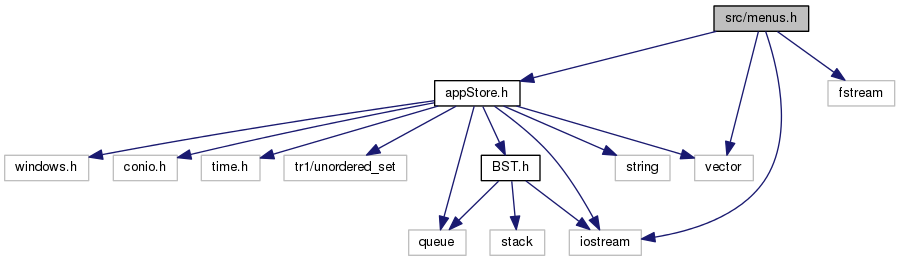 src/menus.h
appStore.h
fstream
windows.h
conio.h
time.h
tr1/unordered_set
BST.h
string
vector
queue
stack
iostream